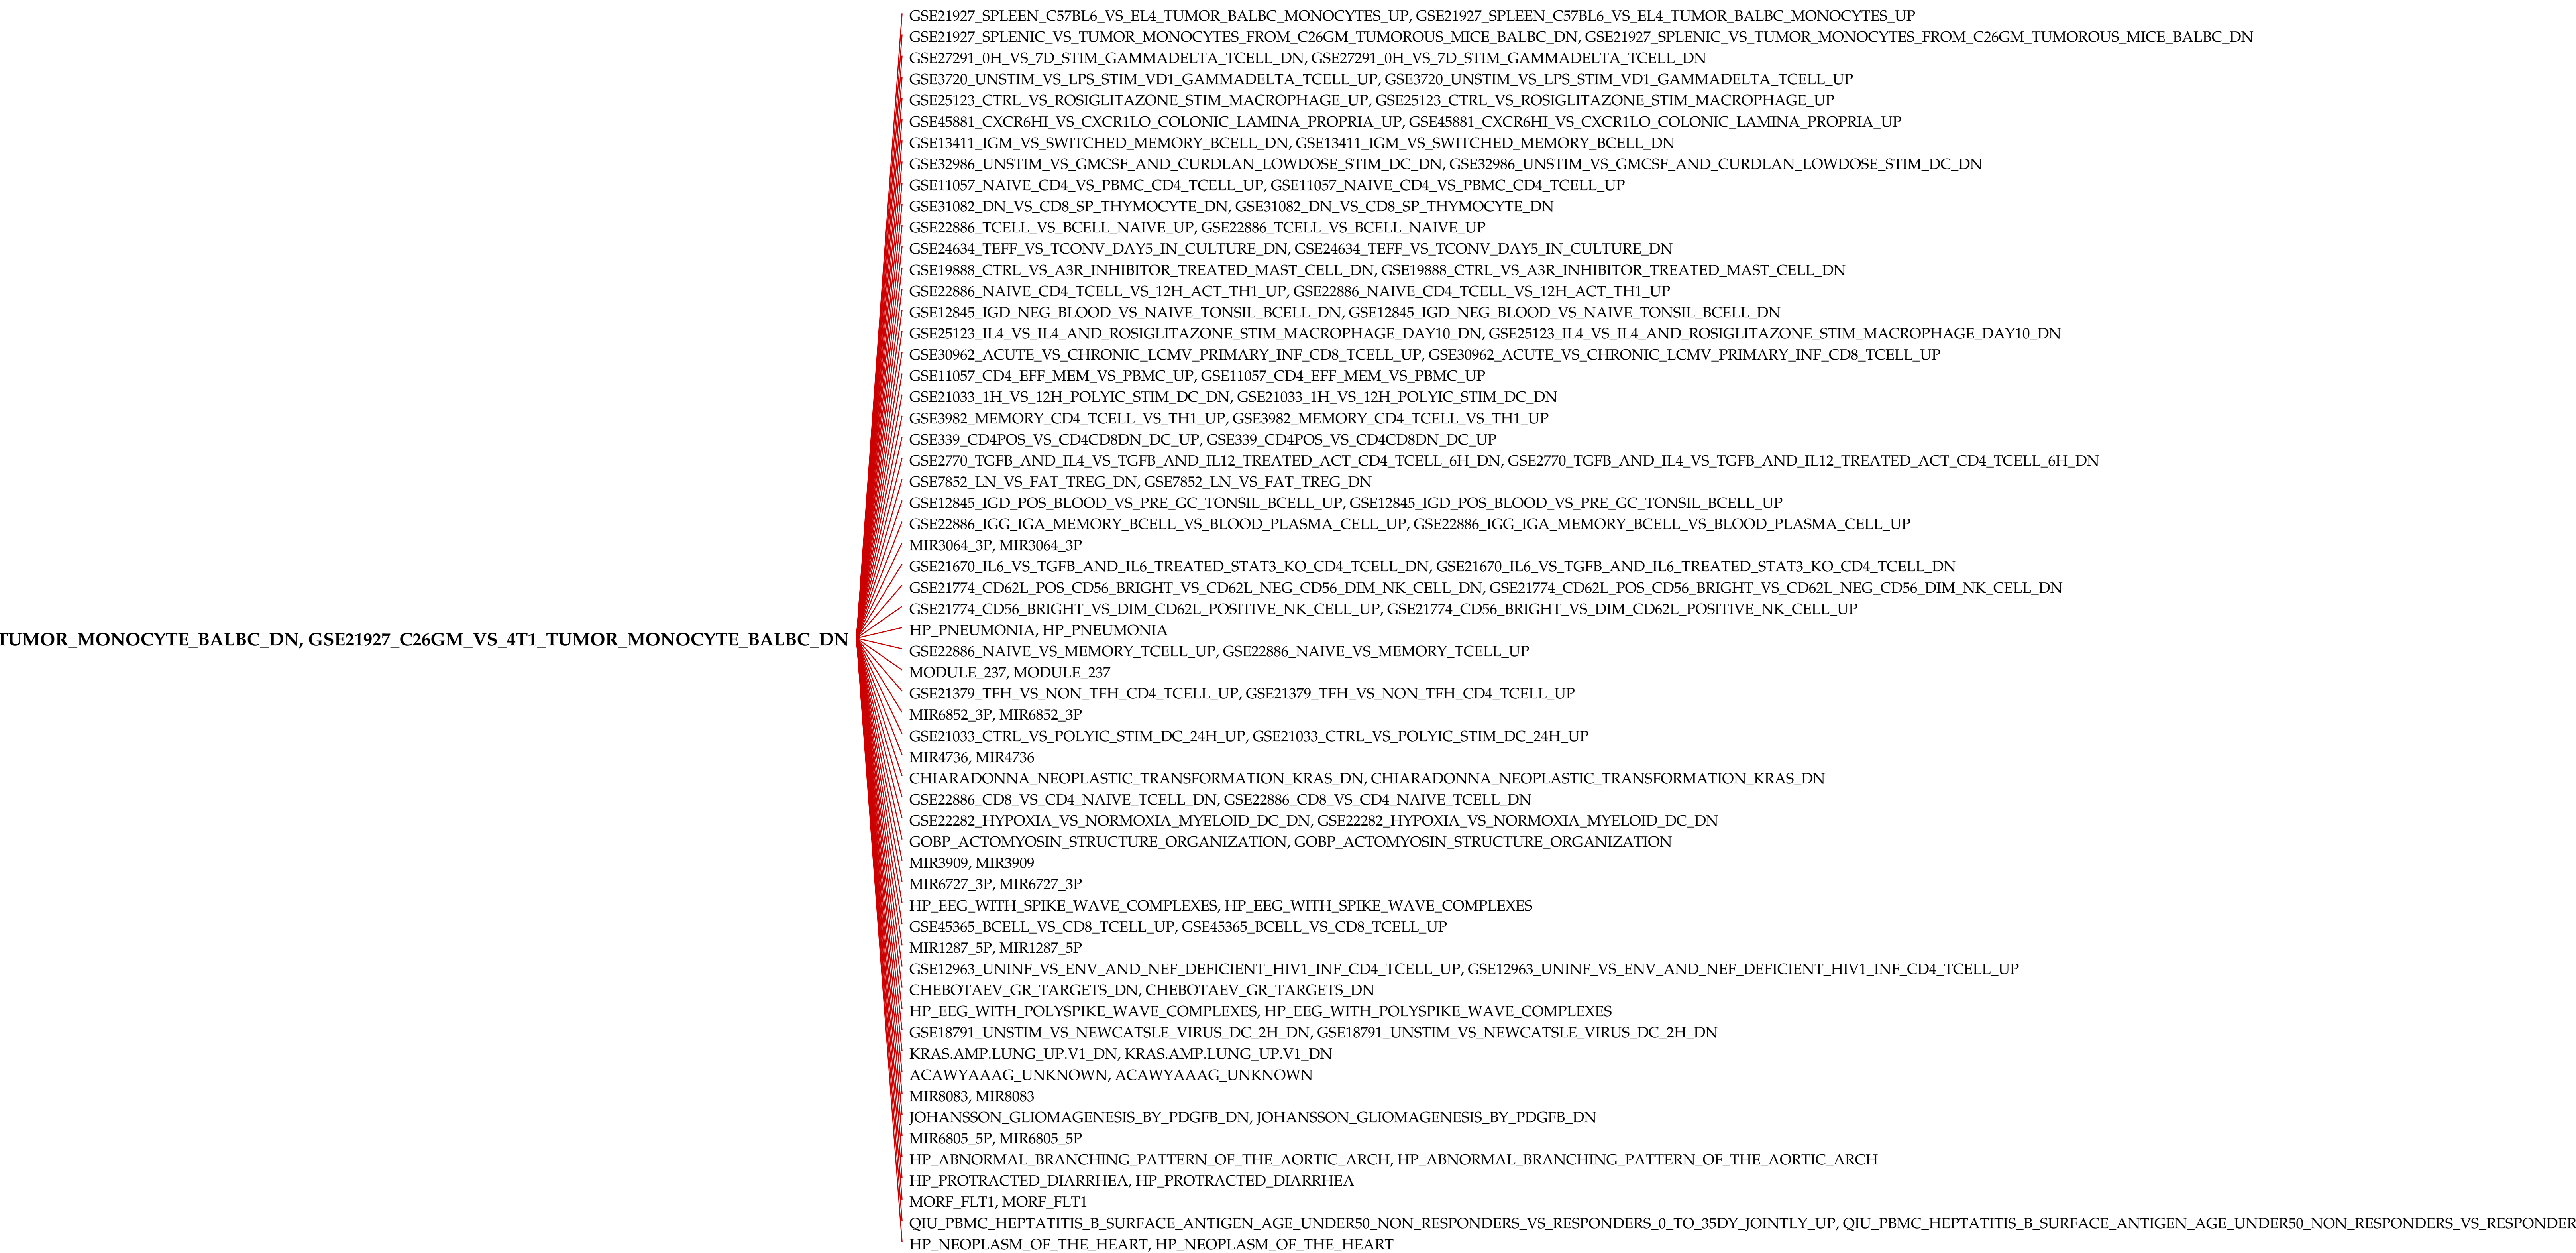 GSE21927_SPLEEN_C57BL6_VS_EL4_TUMOR_BALBC_MONOCYTES_UP, GSE21927_SPLEEN_C57BL6_VS_EL4_TUMOR_BALBC_MONOCYTES_UP
GSE21927_SPLENIC_VS_TUMOR_MONOCYTES_FROM_C26GM_TUMOROUS_MICE_BALBC_DN, GSE21927_SPLENIC_VS_TUMOR_MONOCYTES_FROM_C26GM_TUMOROUS_MICE_BALBC_DN
GSE27291_0H_VS_7D_STIM_GAMMADELTA_TCELL_DN, GSE27291_0H_VS_7D_STIM_GAMMADELTA_TCELL_DN
GSE3720_UNSTIM_VS_LPS_STIM_VD1_GAMMADELTA_TCELL_UP, GSE3720_UNSTIM_VS_LPS_STIM_VD1_GAMMADELTA_TCELL_UP
GSE25123_CTRL_VS_ROSIGLITAZONE_STIM_MACROPHAGE_UP, GSE25123_CTRL_VS_ROSIGLITAZONE_STIM_MACROPHAGE_UP
GSE45881_CXCR6HI_VS_CXCR1LO_COLONIC_LAMINA_PROPRIA_UP, GSE45881_CXCR6HI_VS_CXCR1LO_COLONIC_LAMINA_PROPRIA_UP
GSE13411_IGM_VS_SWITCHED_MEMORY_BCELL_DN, GSE13411_IGM_VS_SWITCHED_MEMORY_BCELL_DN
GSE32986_UNSTIM_VS_GMCSF_AND_CURDLAN_LOWDOSE_STIM_DC_DN, GSE32986_UNSTIM_VS_GMCSF_AND_CURDLAN_LOWDOSE_STIM_DC_DN
GSE11057_NAIVE_CD4_VS_PBMC_CD4_TCELL_UP, GSE11057_NAIVE_CD4_VS_PBMC_CD4_TCELL_UP
GSE31082_DN_VS_CD8_SP_THYMOCYTE_DN, GSE31082_DN_VS_CD8_SP_THYMOCYTE_DN
GSE22886_TCELL_VS_BCELL_NAIVE_UP, GSE22886_TCELL_VS_BCELL_NAIVE_UP
GSE24634_TEFF_VS_TCONV_DAY5_IN_CULTURE_DN, GSE24634_TEFF_VS_TCONV_DAY5_IN_CULTURE_DN
GSE19888_CTRL_VS_A3R_INHIBITOR_TREATED_MAST_CELL_DN, GSE19888_CTRL_VS_A3R_INHIBITOR_TREATED_MAST_CELL_DN
GSE22886_NAIVE_CD4_TCELL_VS_12H_ACT_TH1_UP, GSE22886_NAIVE_CD4_TCELL_VS_12H_ACT_TH1_UP
GSE12845_IGD_NEG_BLOOD_VS_NAIVE_TONSIL_BCELL_DN, GSE12845_IGD_NEG_BLOOD_VS_NAIVE_TONSIL_BCELL_DN
GSE25123_IL4_VS_IL4_AND_ROSIGLITAZONE_STIM_MACROPHAGE_DAY10_DN, GSE25123_IL4_VS_IL4_AND_ROSIGLITAZONE_STIM_MACROPHAGE_DAY10_DN
GSE30962_ACUTE_VS_CHRONIC_LCMV_PRIMARY_INF_CD8_TCELL_UP, GSE30962_ACUTE_VS_CHRONIC_LCMV_PRIMARY_INF_CD8_TCELL_UP
GSE11057_CD4_EFF_MEM_VS_PBMC_UP, GSE11057_CD4_EFF_MEM_VS_PBMC_UP
GSE21033_1H_VS_12H_POLYIC_STIM_DC_DN, GSE21033_1H_VS_12H_POLYIC_STIM_DC_DN
GSE3982_MEMORY_CD4_TCELL_VS_TH1_UP, GSE3982_MEMORY_CD4_TCELL_VS_TH1_UP
GSE339_CD4POS_VS_CD4CD8DN_DC_UP, GSE339_CD4POS_VS_CD4CD8DN_DC_UP
GSE2770_TGFB_AND_IL4_VS_TGFB_AND_IL12_TREATED_ACT_CD4_TCELL_6H_DN, GSE2770_TGFB_AND_IL4_VS_TGFB_AND_IL12_TREATED_ACT_CD4_TCELL_6H_DN
GSE7852_LN_VS_FAT_TREG_DN, GSE7852_LN_VS_FAT_TREG_DN
GSE12845_IGD_POS_BLOOD_VS_PRE_GC_TONSIL_BCELL_UP, GSE12845_IGD_POS_BLOOD_VS_PRE_GC_TONSIL_BCELL_UP
GSE22886_IGG_IGA_MEMORY_BCELL_VS_BLOOD_PLASMA_CELL_UP, GSE22886_IGG_IGA_MEMORY_BCELL_VS_BLOOD_PLASMA_CELL_UP
MIR3064_3P, MIR3064_3P
GSE21670_IL6_VS_TGFB_AND_IL6_TREATED_STAT3_KO_CD4_TCELL_DN, GSE21670_IL6_VS_TGFB_AND_IL6_TREATED_STAT3_KO_CD4_TCELL_DN
GSE21774_CD62L_POS_CD56_BRIGHT_VS_CD62L_NEG_CD56_DIM_NK_CELL_DN, GSE21774_CD62L_POS_CD56_BRIGHT_VS_CD62L_NEG_CD56_DIM_NK_CELL_DN
GSE21774_CD56_BRIGHT_VS_DIM_CD62L_POSITIVE_NK_CELL_UP, GSE21774_CD56_BRIGHT_VS_DIM_CD62L_POSITIVE_NK_CELL_UP
HP_PNEUMONIA, HP_PNEUMONIA
TUMOR_MONOCYTE_BALBC_DN, GSE21927_C26GM_VS_4T1_TUMOR_MONOCYTE_BALBC_DN
GSE22886_NAIVE_VS_MEMORY_TCELL_UP, GSE22886_NAIVE_VS_MEMORY_TCELL_UP
MODULE_237, MODULE_237
GSE21379_TFH_VS_NON_TFH_CD4_TCELL_UP, GSE21379_TFH_VS_NON_TFH_CD4_TCELL_UP
MIR6852_3P, MIR6852_3P
GSE21033_CTRL_VS_POLYIC_STIM_DC_24H_UP, GSE21033_CTRL_VS_POLYIC_STIM_DC_24H_UP
MIR4736, MIR4736
CHIARADONNA_NEOPLASTIC_TRANSFORMATION_KRAS_DN, CHIARADONNA_NEOPLASTIC_TRANSFORMATION_KRAS_DN
GSE22886_CD8_VS_CD4_NAIVE_TCELL_DN, GSE22886_CD8_VS_CD4_NAIVE_TCELL_DN
GSE22282_HYPOXIA_VS_NORMOXIA_MYELOID_DC_DN, GSE22282_HYPOXIA_VS_NORMOXIA_MYELOID_DC_DN
GOBP_ACTOMYOSIN_STRUCTURE_ORGANIZATION, GOBP_ACTOMYOSIN_STRUCTURE_ORGANIZATION
MIR3909, MIR3909
MIR6727_3P, MIR6727_3P
HP_EEG_WITH_SPIKE_WAVE_COMPLEXES, HP_EEG_WITH_SPIKE_WAVE_COMPLEXES
GSE45365_BCELL_VS_CD8_TCELL_UP, GSE45365_BCELL_VS_CD8_TCELL_UP
MIR1287_5P, MIR1287_5P
GSE12963_UNINF_VS_ENV_AND_NEF_DEFICIENT_HIV1_INF_CD4_TCELL_UP, GSE12963_UNINF_VS_ENV_AND_NEF_DEFICIENT_HIV1_INF_CD4_TCELL_UP
CHEBOTAEV_GR_TARGETS_DN, CHEBOTAEV_GR_TARGETS_DN
HP_EEG_WITH_POLYSPIKE_WAVE_COMPLEXES, HP_EEG_WITH_POLYSPIKE_WAVE_COMPLEXES
GSE18791_UNSTIM_VS_NEWCATSLE_VIRUS_DC_2H_DN, GSE18791_UNSTIM_VS_NEWCATSLE_VIRUS_DC_2H_DN
KRAS.AMP.LUNG_UP.V1_DN, KRAS.AMP.LUNG_UP.V1_DN
ACAWYAAAG_UNKNOWN, ACAWYAAAG_UNKNOWN
MIR8083, MIR8083
JOHANSSON_GLIOMAGENESIS_BY_PDGFB_DN, JOHANSSON_GLIOMAGENESIS_BY_PDGFB_DN
MIR6805_5P, MIR6805_5P
HP_ABNORMAL_BRANCHING_PATTERN_OF_THE_AORTIC_ARCH, HP_ABNORMAL_BRANCHING_PATTERN_OF_THE_AORTIC_ARCH
HP_PROTRACTED_DIARRHEA, HP_PROTRACTED_DIARRHEA
MORF_FLT1, MORF_FLT1
QIU_PBMC_HEPTATITIS_B_SURFACE_ANTIGEN_AGE_UNDER50_NON_RESPONDERS_VS_RESPONDERS_0_TO_35DY_JOINTLY_UP, QIU_PBMC_HEPTATITIS_B_SURFACE_ANTIGEN_AGE_UNDER50_NON_RESPONDERS_VS_RESPONDER
HP_NEOPLASM_OF_THE_HEART, HP_NEOPLASM_OF_THE_HEART